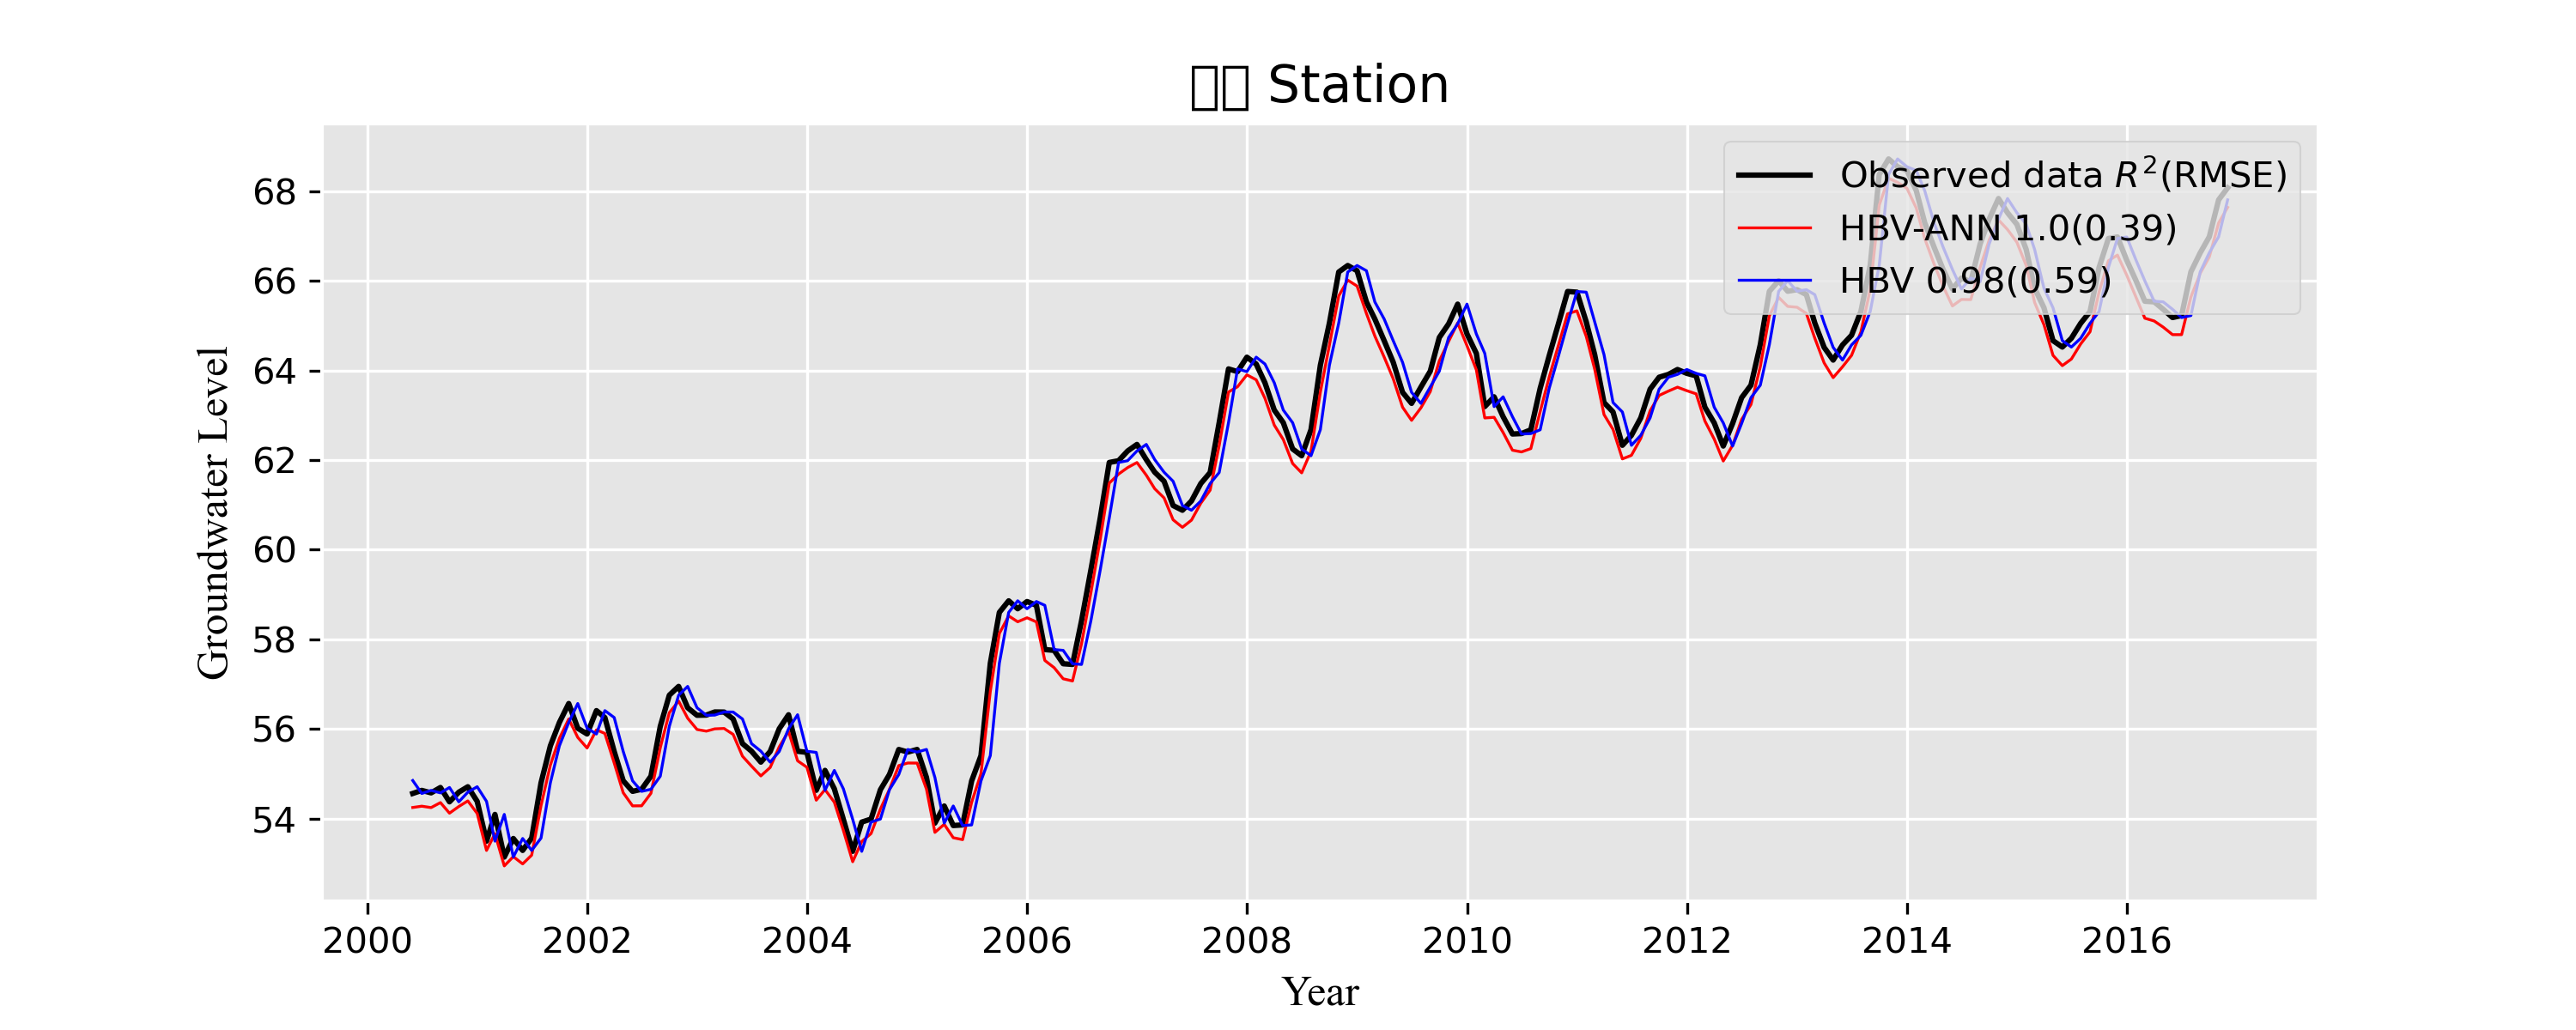 Station
Observed data R²(RMSE)
HBV-ANN 1.0(0.39)
HBV 0.98(0.59)
Groundwater Level
68
66
64
62
60
58
56
54
2000 2002 2004 2006 2008 2010 2012 2014 2016
Year